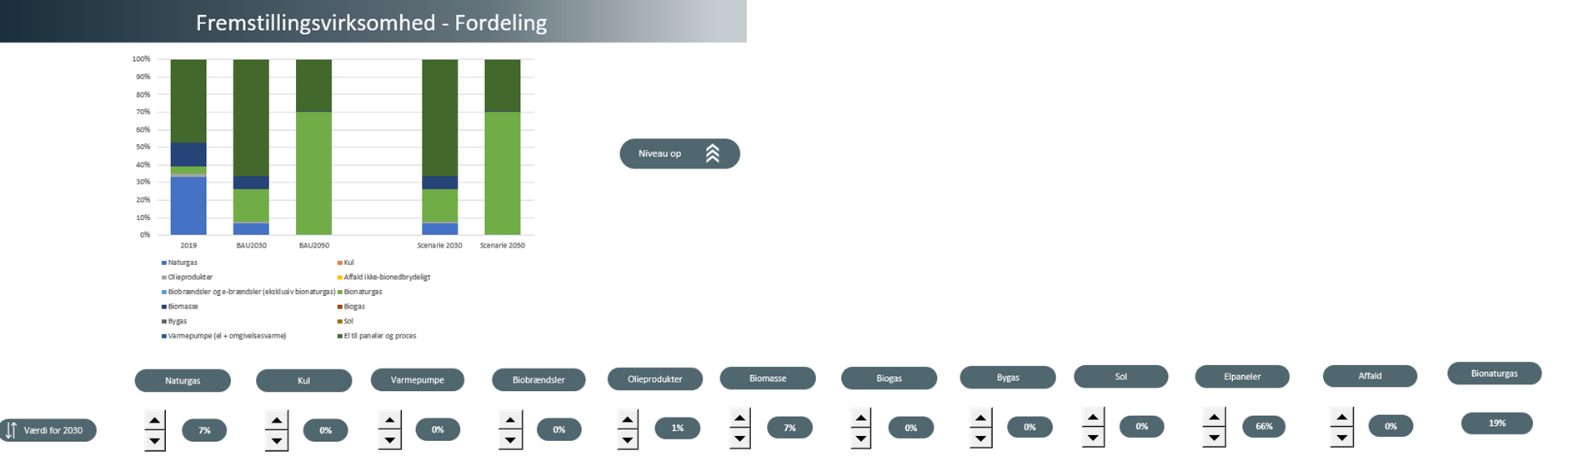 Fremstillingsvirksomhed - Fordeling
100%
90%
80%
70%
60%
50%
40%
30%
20%
10%
0%
2019 BAU2030 BAU2050 Scenarie 2030 Scenarie 2050
Niveau op
Naturgas Kul
Olieprodukter Affald ikke-bionedbrydeligt
Biobrændsler og e-brændsler (eksklusiv bionaturgas) Bionaturgas
Biomasse Biogas
Bygas Sol
Varmepumpe (el + omgivelsesvarme) El til paneler og proces
Naturgas Kul Varmepumpe Biobrændsler Olieprodukter Biomasse Biogas Bygas Sol Elpaneler Affald Bionaturgas
Værdi for 2030 7% 0% 0% 0% 1% 7% 0% 0% 0% 66% 0% 19%